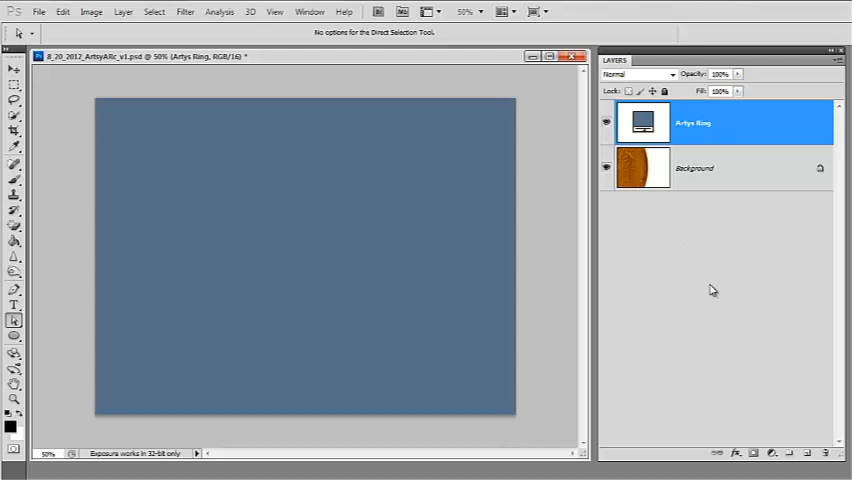 Ps File Edit Image Layer Select Filter Analysis 3D View Window Help Br Mb 50%
No options for the Direct Selection Tool.
8_20_2012_ArtsyARc_v1.psd @ 50% (Artys Ring, RGB/16) *
LAYERS
Normal Opacity: 100%
Lock: Fill: 100%
Artys Ring
Background
50% Exposure works in 32-bit only